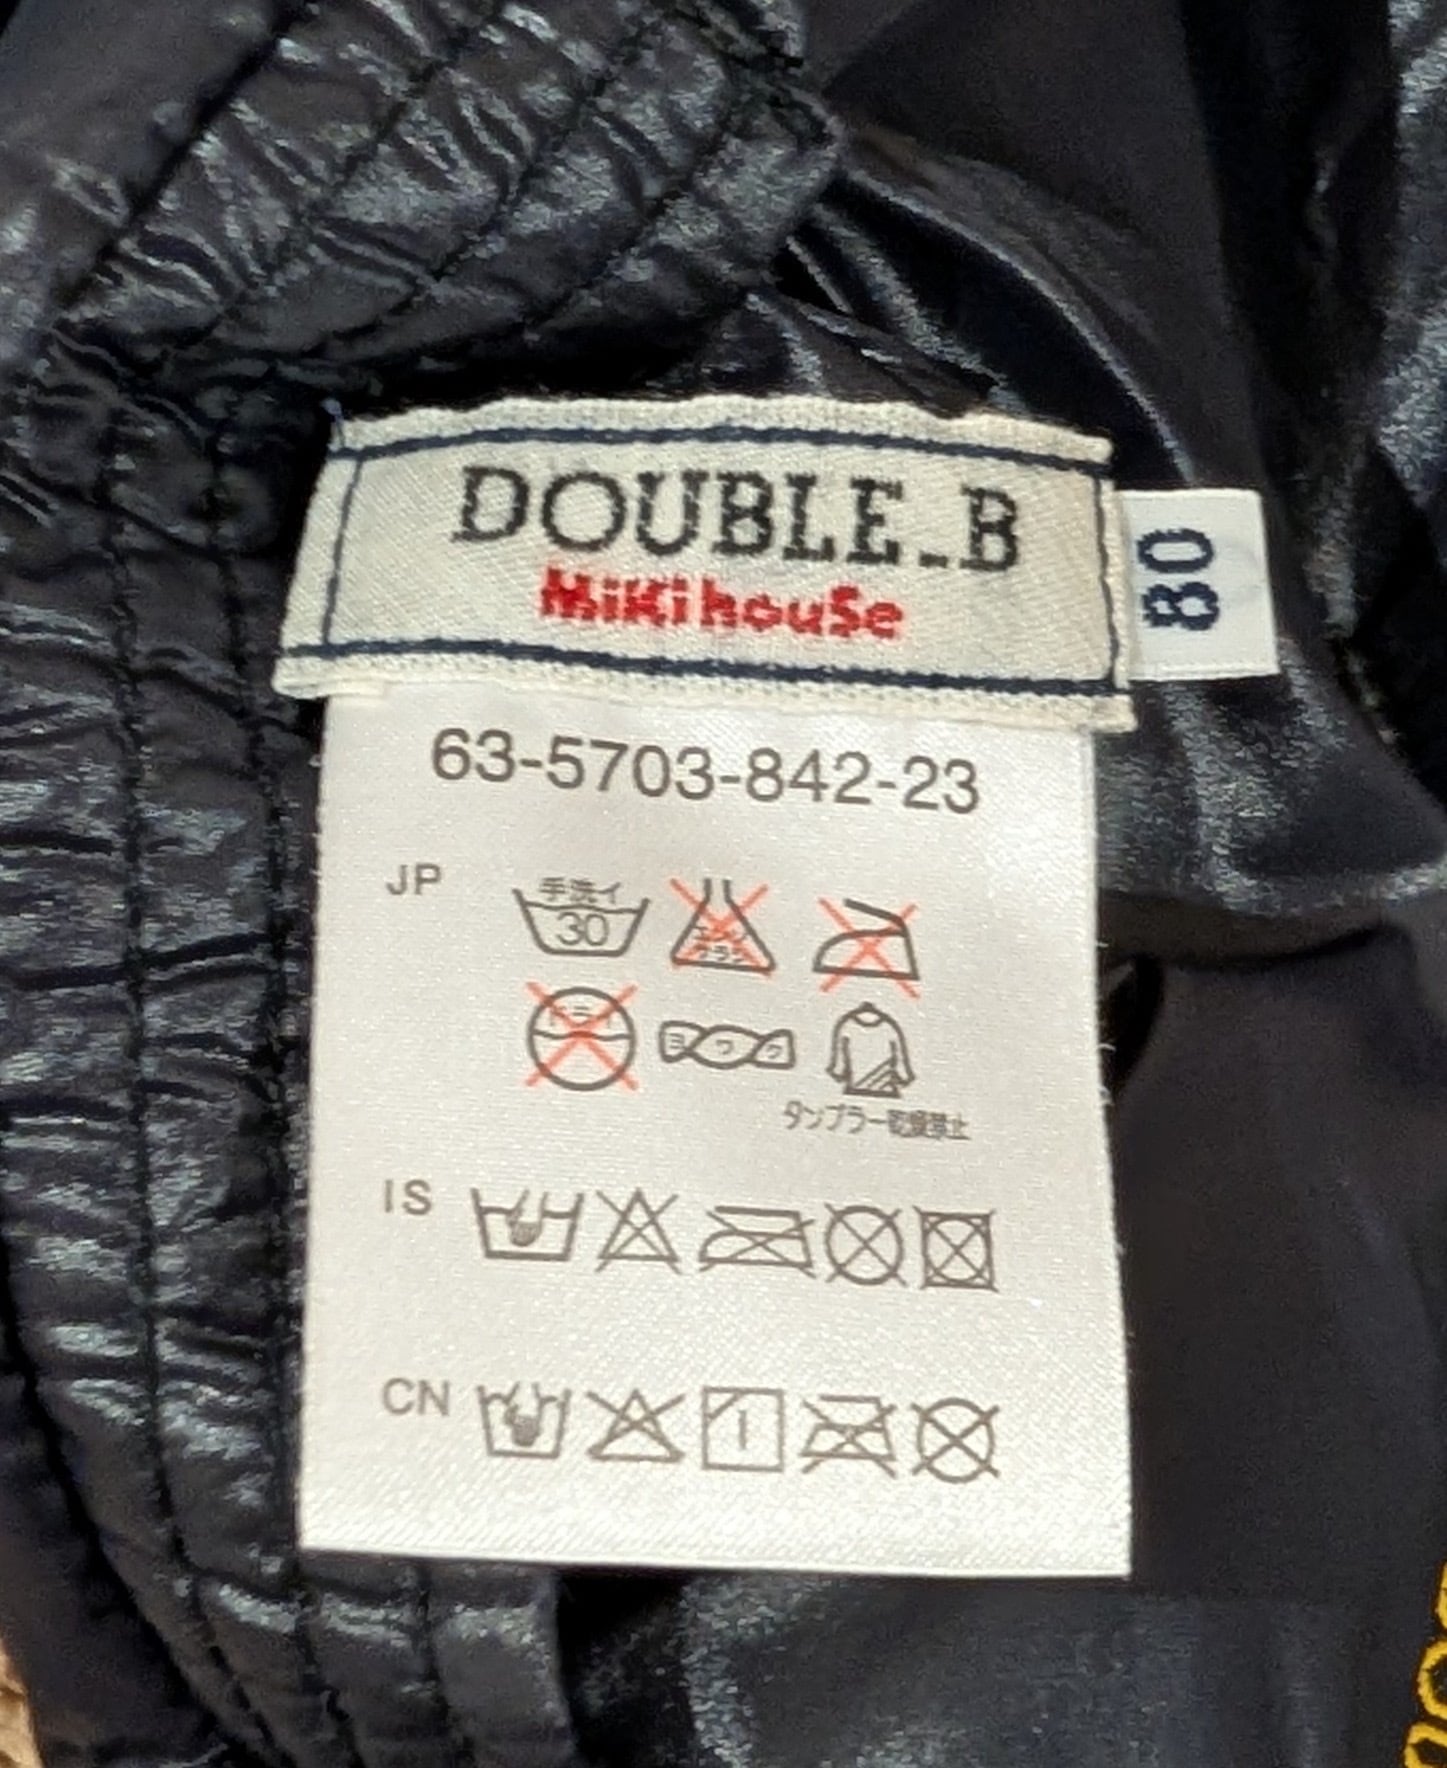 DOUBLE_B
MiKihouSe
80
63-5703-842-23
JP
手洗イ
30
エンソ
サラシ
ドライ
ヨワク
タンブラー乾燥禁止
IS
CN